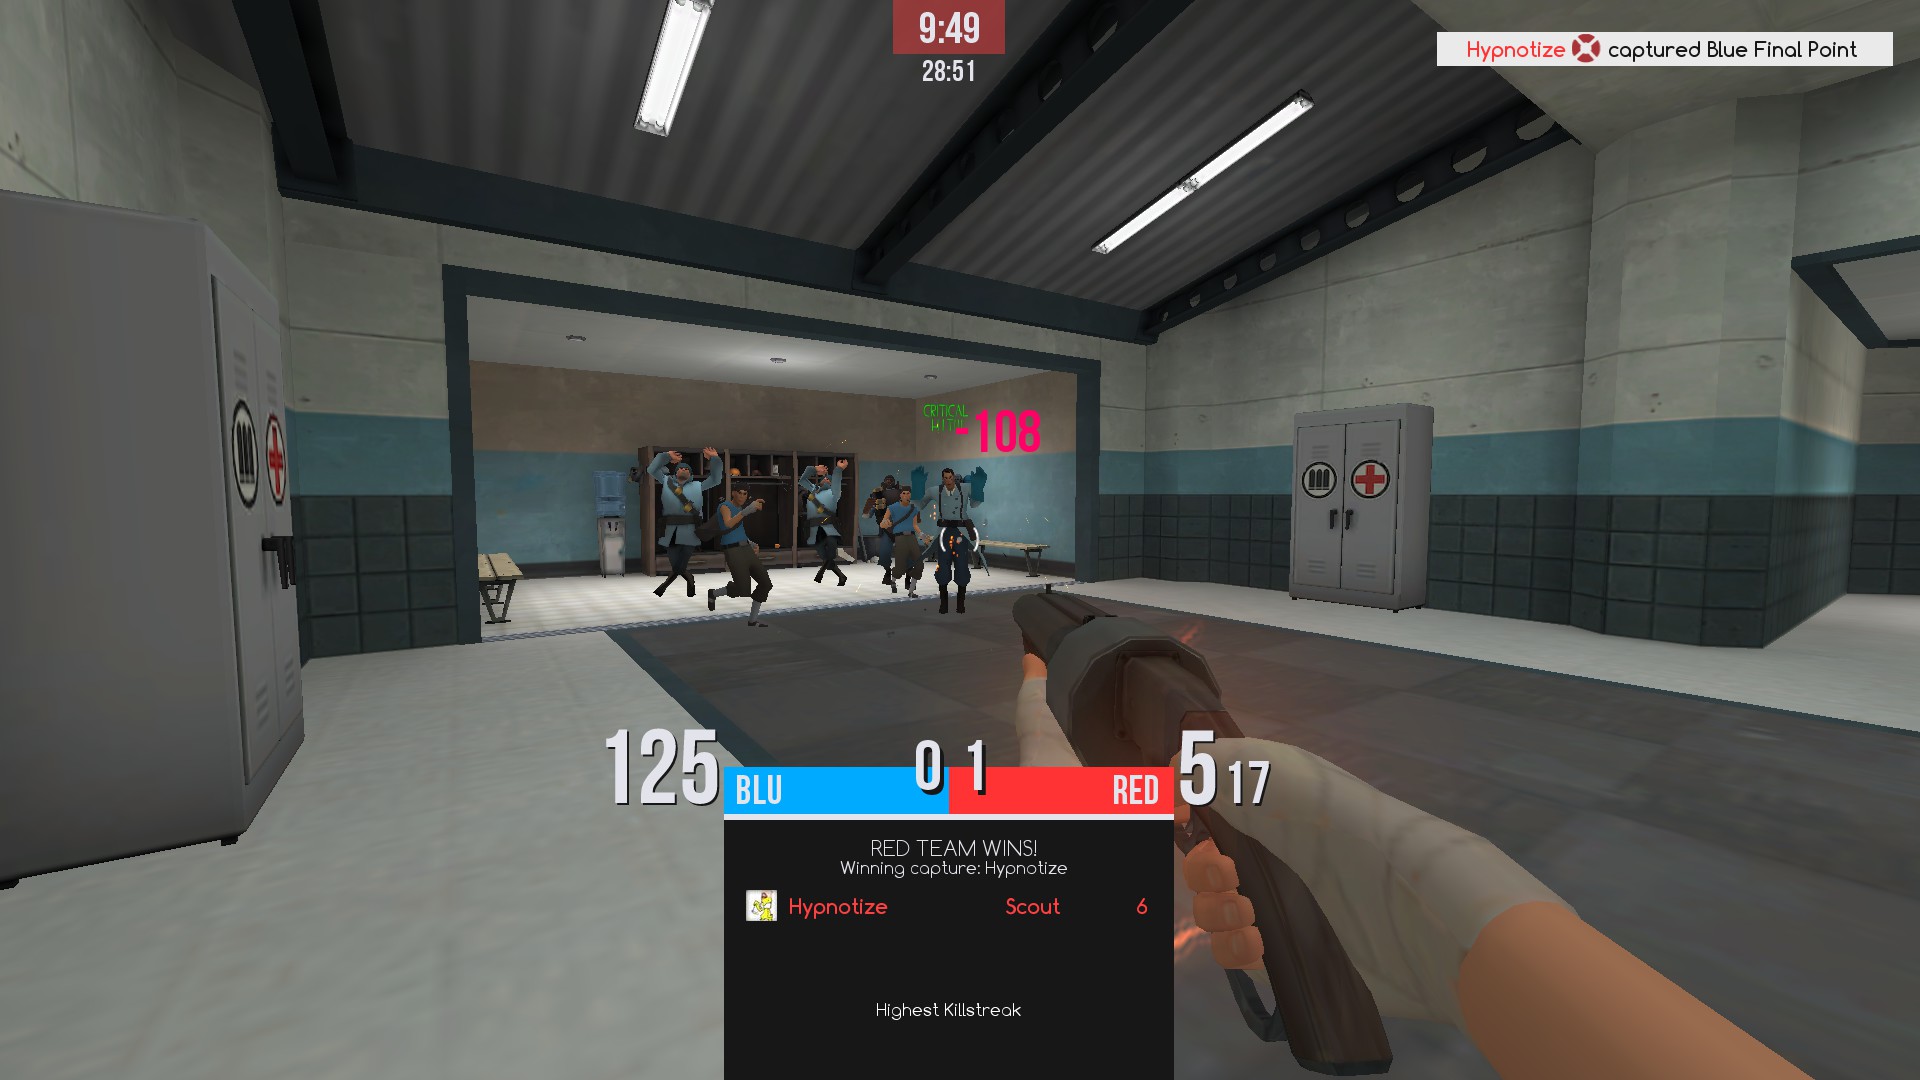 9:49
28:51
Hypnotize captured Blue Final Point
CRITICAL
HIT!!!
-108
125
BLU
0
1
RED
5
17
RED TEAM WINS!
Winning capture: Hypnotize
Hypnotize Scout 6
Highest Killstreak